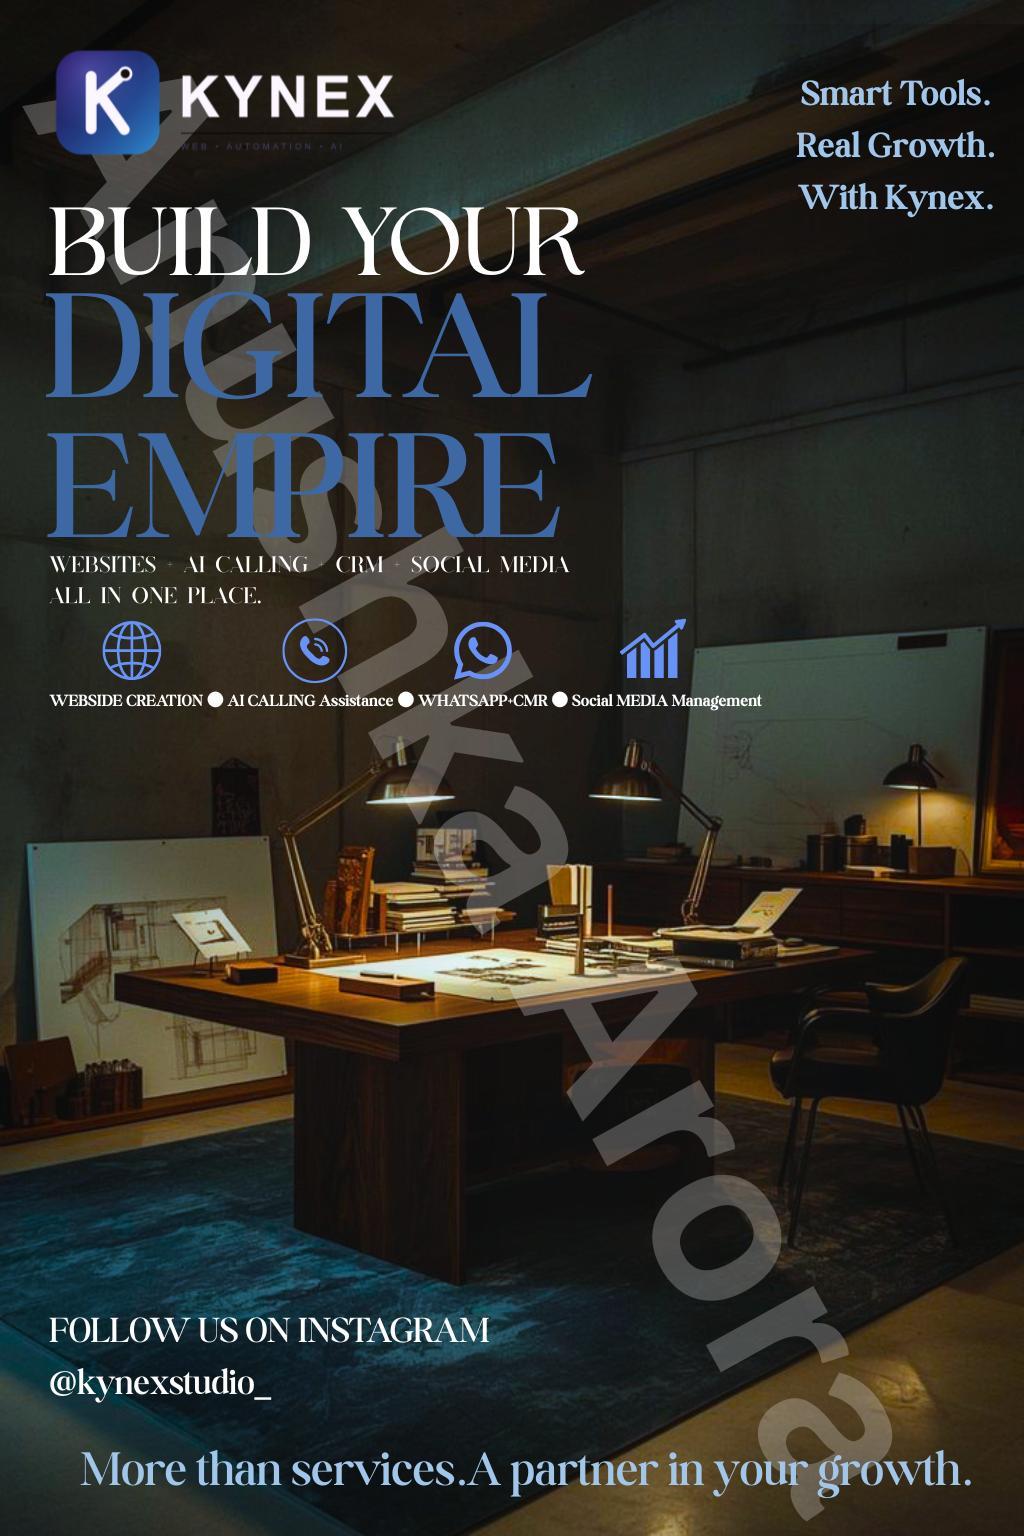 K KYNEX
WEB • AUTOMATION • AI
Smart Tools.
Real Growth.
With Kynex.
BUILD YOUR
DIGITAL
EMPIRE
WEBSITES + AI CALLING + CRM + SOCIAL MEDIA
ALL IN ONE PLACE.
WEBSIDE CREATION ● AI CALLING Assistance ● WHATSAPP+CMR ● Social MEDIA Management
Anushka Arora
FOLLOW US ON INSTAGRAM
@kynexstudio_
More than services.A partner in your growth.